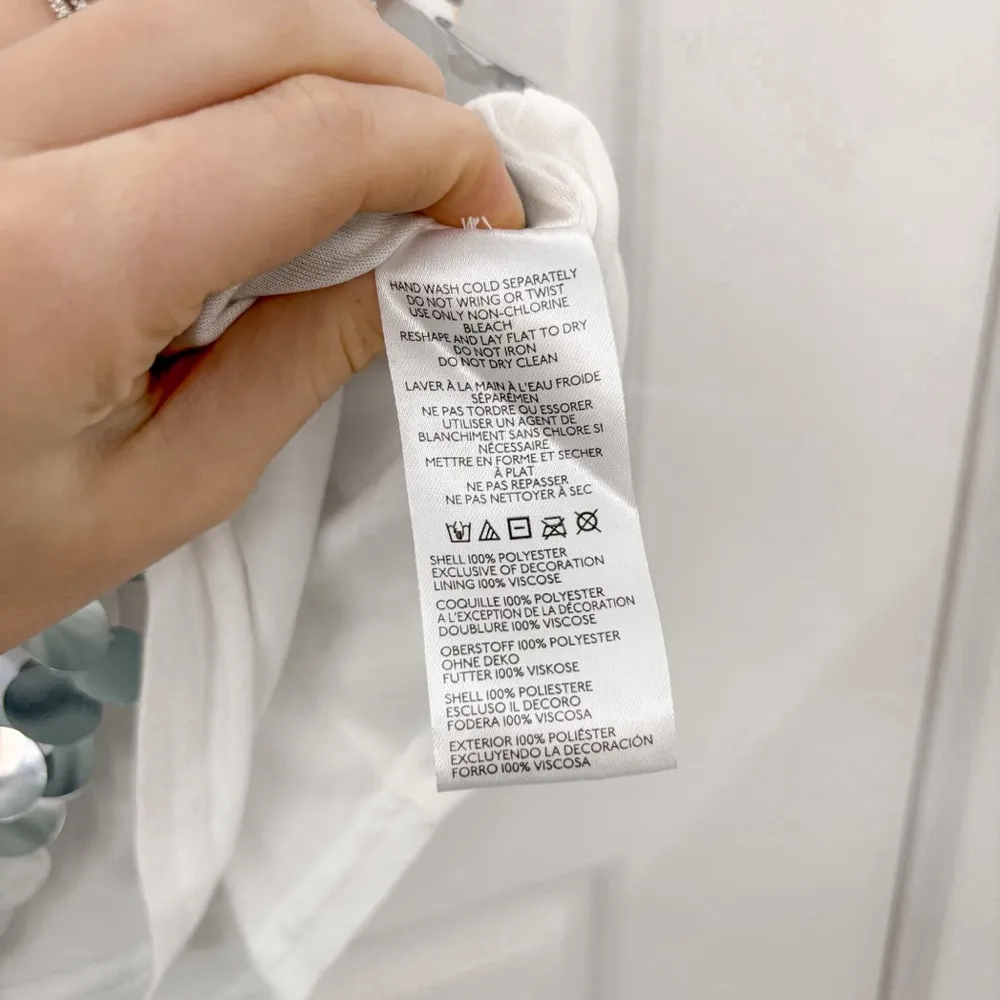 HAND WASH COLD SEPARATELY
DO NOT WRING OR TWIST
USE ONLY NON-CHLORINE
BLEACH
RESHAPE AND LAY FLAT TO DRY
DO NOT IRON
DO NOT DRY CLEAN
LAVER À LA MAIN À L'EAU FROIDE
SÉPARÉMEN
NE PAS TORDRE OU ESSORER
UTILISER UN AGENT DE
BLANCHIMENT SANS CHLORE SI
NÉCESSAIRE
METTRE EN FORME ET SECHER
À PLAT
NE PAS REPASSER
NE PAS NETTOYER À SEC
SHELL 100% POLYESTER
EXCLUSIVE OF DECORATION
LINING 100% VISCOSE
COQUILLE 100% POLYESTER
A L'EXCEPTION DE LA DÉCORATION
DOUBLURE 100% VISCOSE
OBERSTOFF 100% POLYESTER
OHNE DEKO
FUTTER 100% VISKOSE
SHELL 100% POLIESTERE
ESCLUSO IL DECORO
FODERA 100% VISCOSA
EXTERIOR 100% POLIÉSTER
EXCLUYENDO LA DECORACIÓN
FORRO 100% VISCOSA